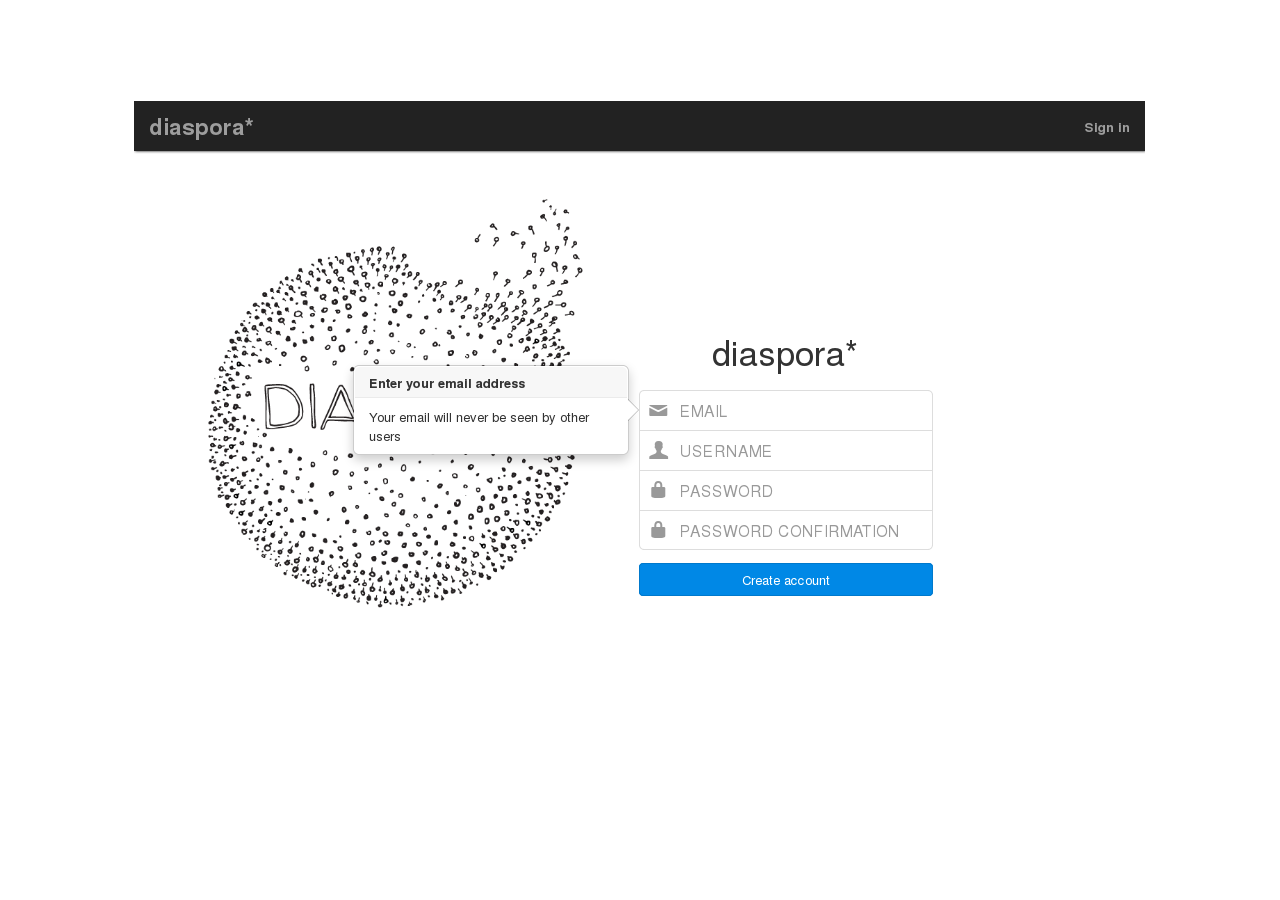 diaspora*
Sign in
DIA
diaspora*
Enter your email address
Your email will never be seen by other
users
EMAIL
USERNAME
PASSWORD
PASSWORD CONFIRMATION
Create account